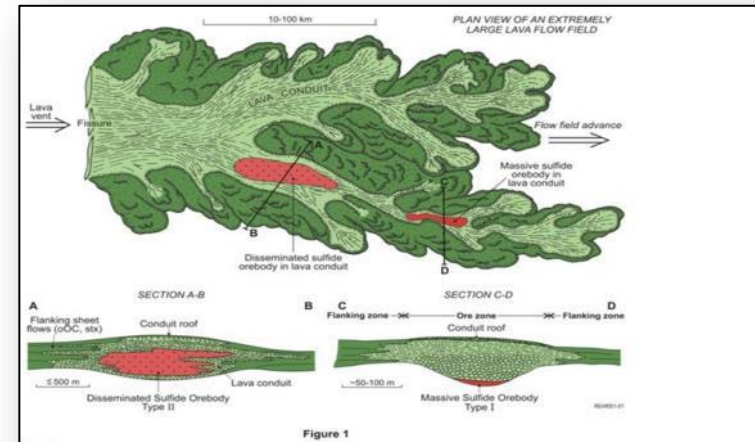 10-100 km
PLAN VIEW OF AN EXTREMELY
LARGE LAVA FLOW FIELD
LAVA CONDUIT
Lava
vent
Fissure
Flow field advance
A
C
Massive sulfide
orebody in
lava conduit
B
D
Disseminated sulfide
orebody in lava conduit
SECTION A-B
SECTION C-D
A
B
C
D
Flanking zone
Ore zone
Flanking zone
Flanking sheet
flows (oOC, stx)
Conduit roof
Conduit roof
≤500 m
Lava conduit
~50-100 m
Disseminated Sulfide Orebody
Type II
Massive Sulfide Orebody
Type I
Figure 1